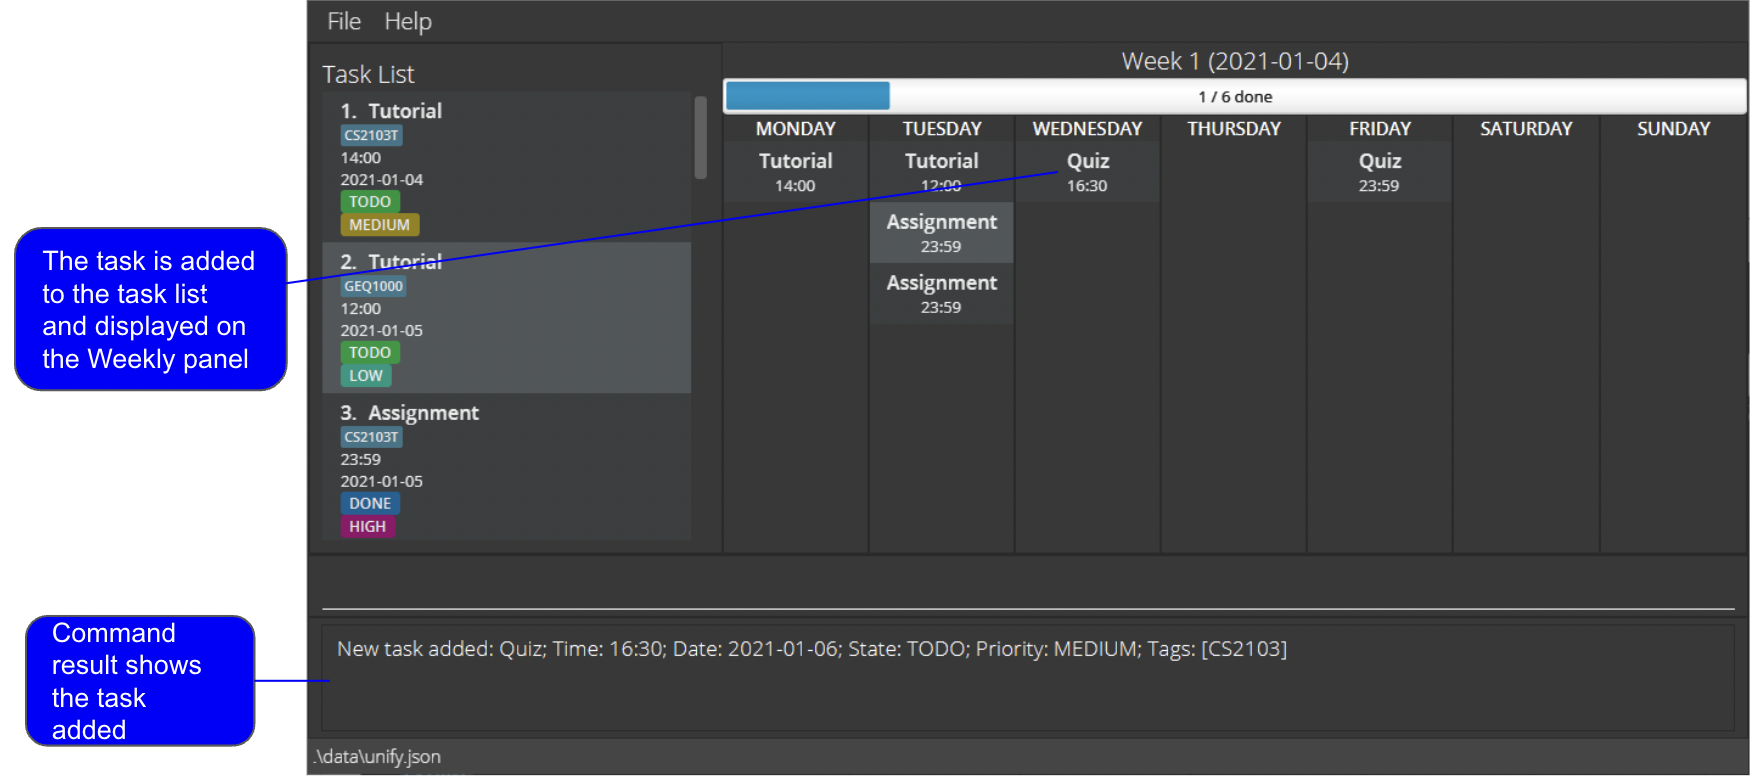 File Help
Task List
1. Tutorial
CS2103T
14:00
2021-01-04
TODO
MEDIUM
2. Tutorial
GEQ1000
12:00
2021-01-05
TODO
LOW
3. Assignment
CS2103T
23:59
2021-01-05
DONE
HIGH
Week 1 (2021-01-04)
1 / 6 done
MONDAY TUESDAY WEDNESDAY THURSDAY FRIDAY SATURDAY SUNDAY
Tutorial Tutorial Quiz Quiz
14:00 12:00 16:30 23:59
Assignment
23:59
Assignment
23:59
The task is added
to the task list
and displayed on
the Weekly panel
New task added: Quiz; Time: 16:30; Date: 2021-01-06; State: TODO; Priority: MEDIUM; Tags: [CS2103]
Command
result shows
the task
added
.\data\unify.json